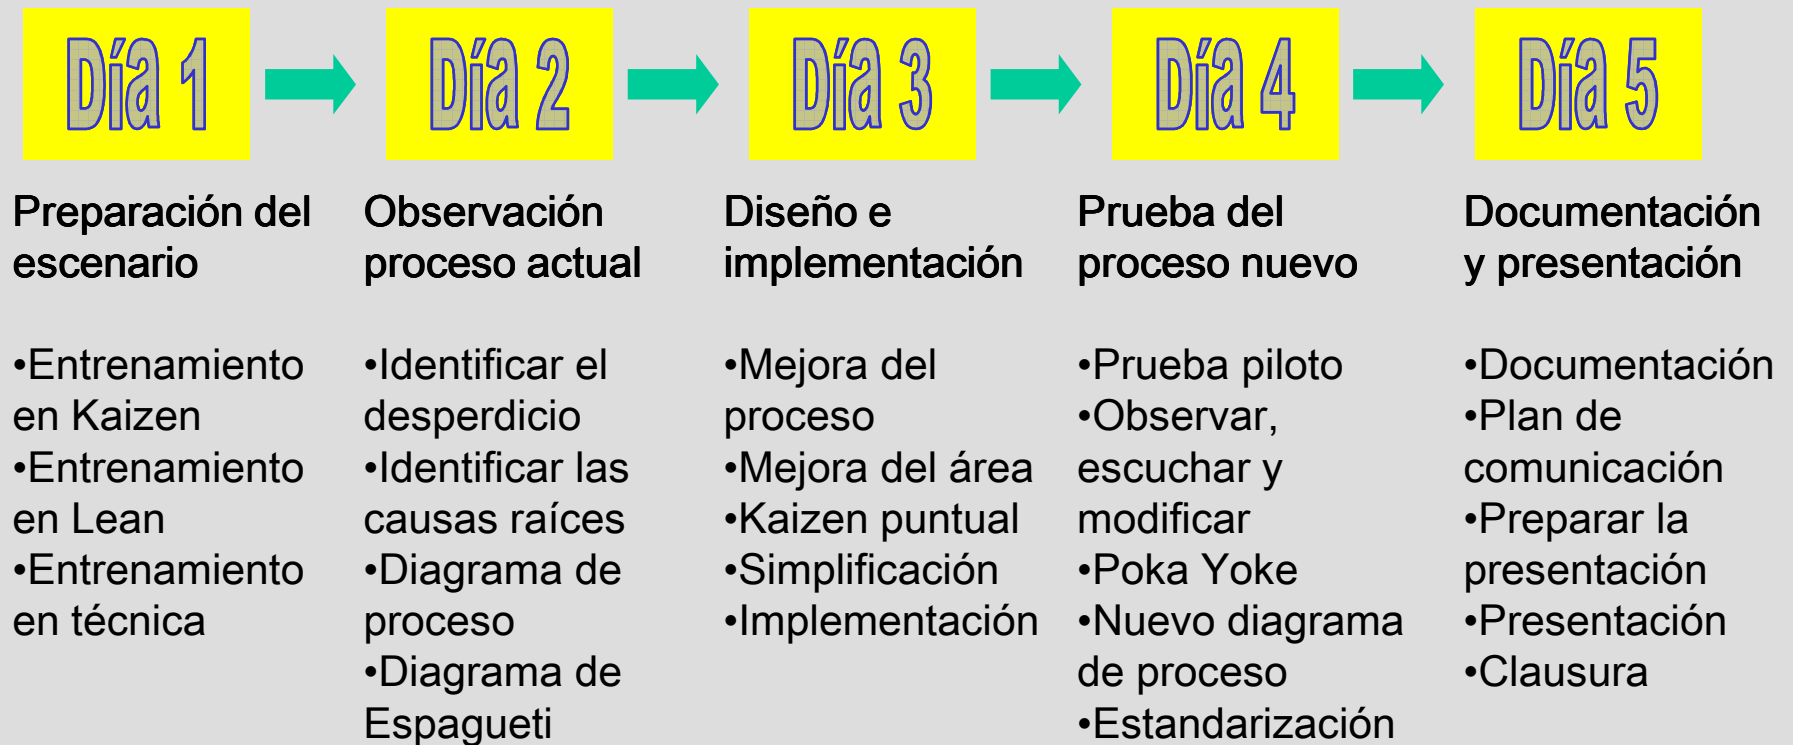 Día 1
Día 2
Día 3
Día 4
Día 5
Preparación del
escenario
•Entrenamiento
en Kaizen
•Entrenamiento
en Lean
•Entrenamiento
en técnica
Observación
proceso actual
•Identificar el
desperdicio
•Identificar las
causas raíces
•Diagrama de
proceso
•Diagrama de
Espagueti
Diseño e
implementación
•Mejora del
proceso
•Mejora del área
•Kaizen puntual
•Simplificación
•Implementación
Prueba del
proceso nuevo
•Prueba piloto
•Observar,
escuchar y
modificar
•Poka Yoke
•Nuevo diagrama
de proceso
•Estandarización
Documentación
y presentación
•Documentación
•Plan de
comunicación
•Preparar la
presentación
•Presentación
•Clausura